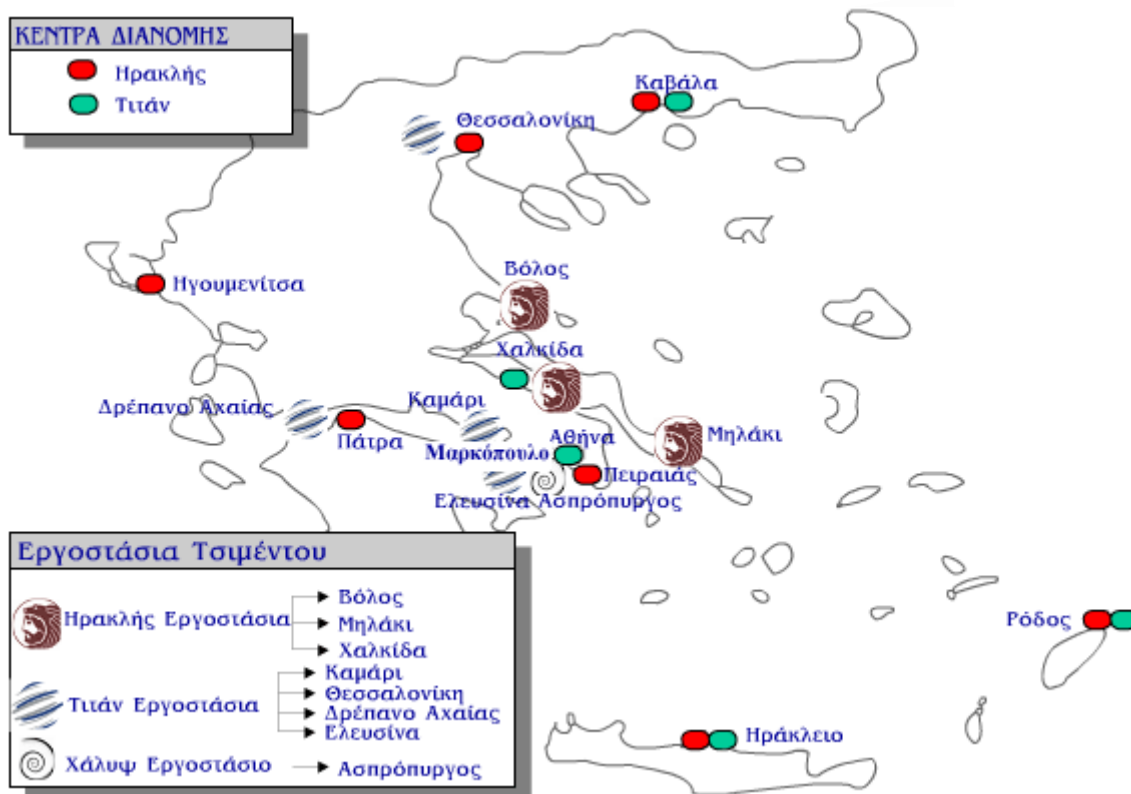 ΚΕΝΤΡΑ ΔΙΑΝΟΜΗΣ
Ηρακλής
Τιτάν
Καβάλα
Θεσσαλονίκη
Ηγουμενίτσα
Βόλος
Χαλκίδα
Δρέπανο Αχαίας
Καμάρι
Πάτρα
Μηλάκι
Αθήνα
Μαρκόπουλο
Πειραιάς
Ελευσίνα Ασπρόπυργος
Ρόδος
Ηράκλειο
Εργοστάσια Τσιμέντου
Ηρακλής Εργοστάσια
Βόλος
Μηλάκι
Χαλκίδα
Τιτάν Εργοστάσια
Καμάρι
Θεσσαλονίκη
Δρέπανο Αχαίας
Ελευσίνα
Χάλυψ Εργοστάσιο
Ασπρόπυργος